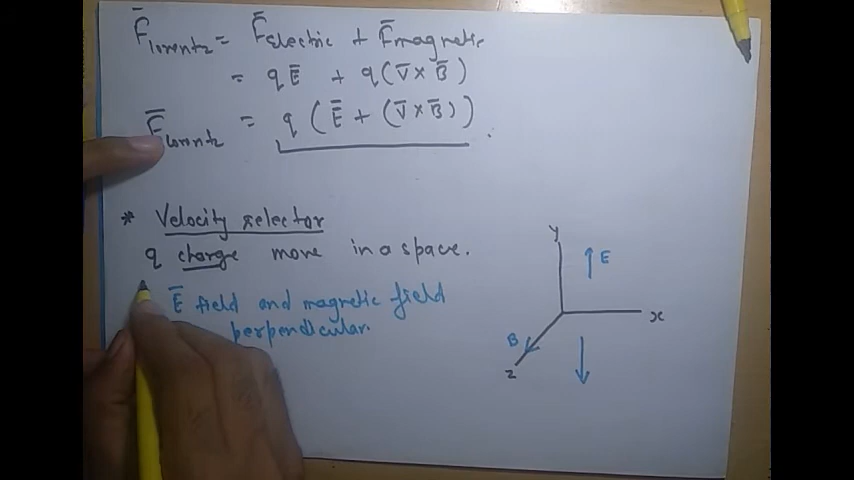 F̄lorentz = F̄electric + F̄magnetic
= qĒ + q(V̄ × B̄)
F̄lorentz = q(Ē + (V̄ × B̄)).
* Velocity selector
q charge move in a space.
Ē field and magnetic field
perpendicular.
y
E
x
B
z